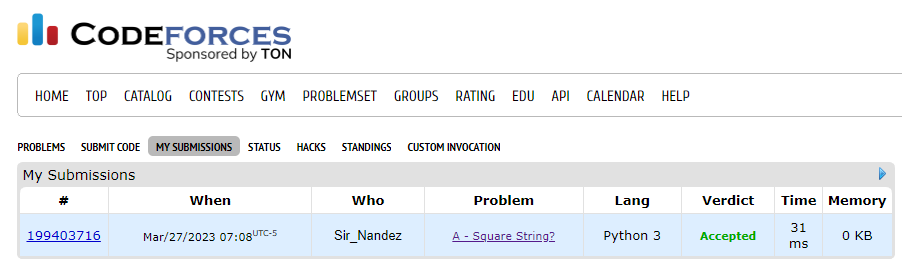 CODEFORCES
Sponsored by TON
HOME TOP CATALOG CONTESTS GYM PROBLEMSET GROUPS RATING EDU API CALENDAR HELP
PROBLEMS SUBMIT CODE MY SUBMISSIONS STATUS HACKS STANDINGS CUSTOM INVOCATION
My Submissions
# When Who Problem Lang Verdict Time Memory
199403716 Mar/27/2023 07:08UTC-5 Sir_Nandez A - Square String? Python 3 Accepted 31 ms 0 KB